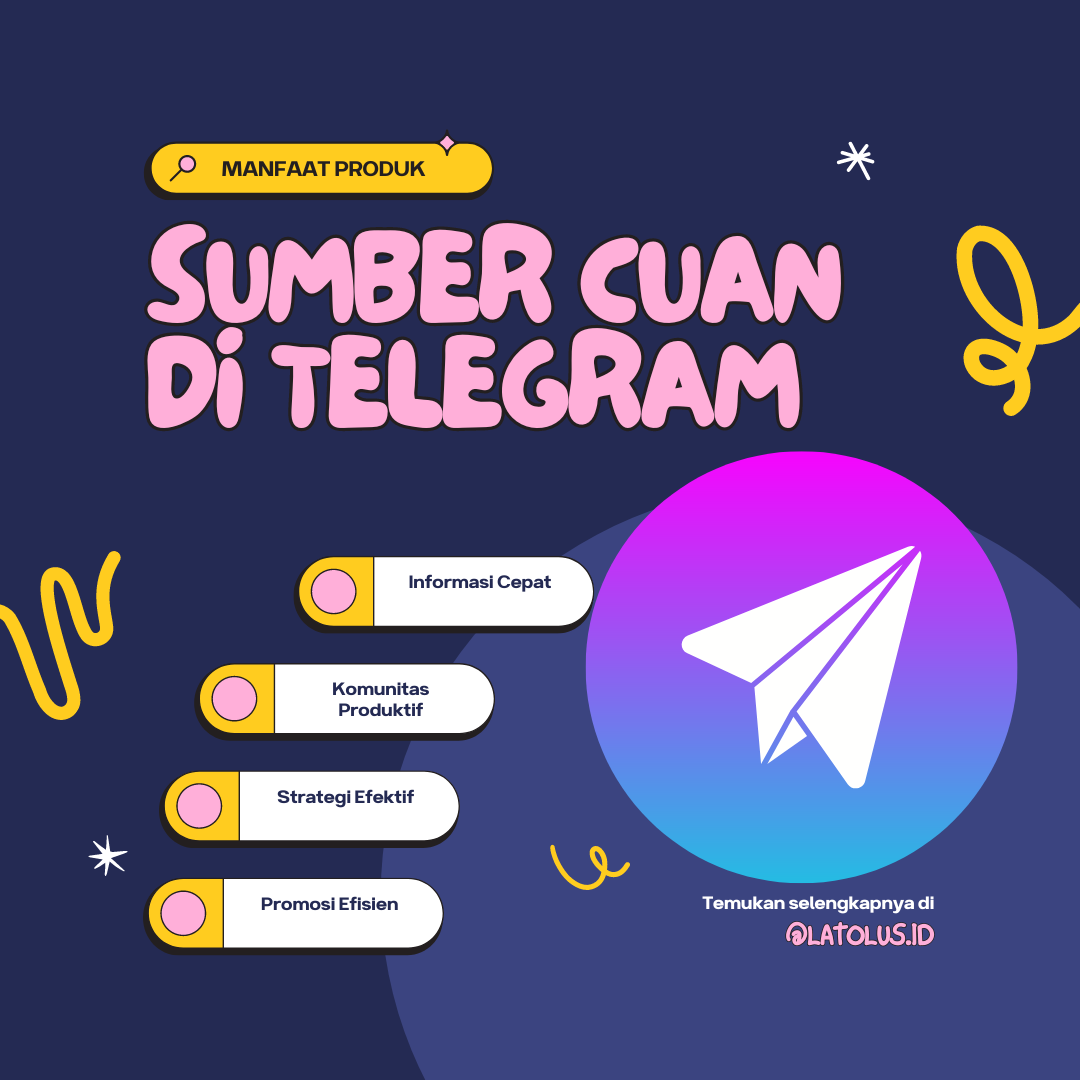 MANFAAT PRODUK
SUMBER CUAN
Di TELEGRAM
Informasi Cepat
Komunitas
Produktif
Strategi Efektif
Promosi Efisien
Temukan selengkapnya di
@LATOLUS.ID